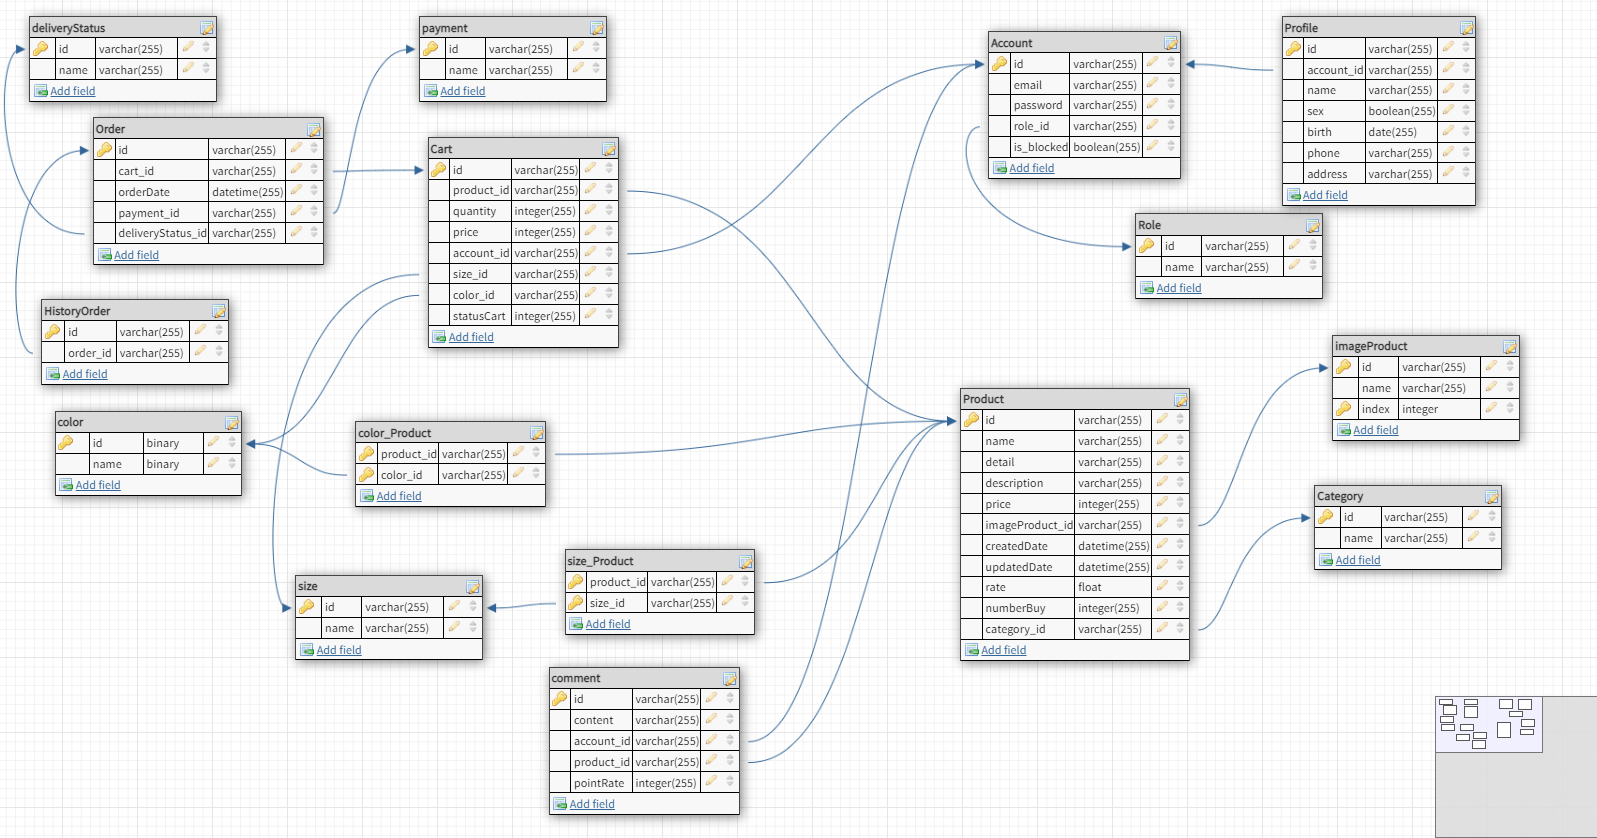 deliveryStatus
id varchar(255)
name varchar(255)
Add field
payment
id varchar(255)
name varchar(255)
Add field
Account
id varchar(255)
email varchar(255)
password varchar(255)
role_id varchar(255)
is_blocked boolean(255)
Add field
Profile
id varchar(255)
account_id varchar(255)
name varchar(255)
sex boolean(255)
birth date(255)
phone varchar(255)
address varchar(255)
Add field
Order
id varchar(255)
cart_id varchar(255)
orderDate datetime(255)
payment_id varchar(255)
deliveryStatus_id varchar(255)
Add field
Cart
id varchar(255)
product_id varchar(255)
quantity integer(255)
price integer(255)
account_id varchar(255)
size_id varchar(255)
color_id varchar(255)
statusCart integer(255)
Add field
Role
id varchar(255)
name varchar(255)
Add field
HistoryOrder
id varchar(255)
order_id varchar(255)
Add field
imageProduct
id varchar(255)
name varchar(255)
index integer
Add field
color
id binary
name binary
Add field
color_Product
product_id varchar(255)
color_id varchar(255)
Add field
Product
id varchar(255)
name varchar(255)
detail varchar(255)
description varchar(255)
price integer(255)
imageProduct_id varchar(255)
createdDate datetime(255)
updatedDate datetime(255)
rate float
numberBuy integer(255)
category_id varchar(255)
Add field
Category
id varchar(255)
name varchar(255)
Add field
size
id varchar(255)
name varchar(255)
Add field
size_Product
product_id varchar(255)
size_id varchar(255)
Add field
comment
id varchar(255)
content varchar(255)
account_id varchar(255)
product_id varchar(255)
pointRate integer(255)
Add field